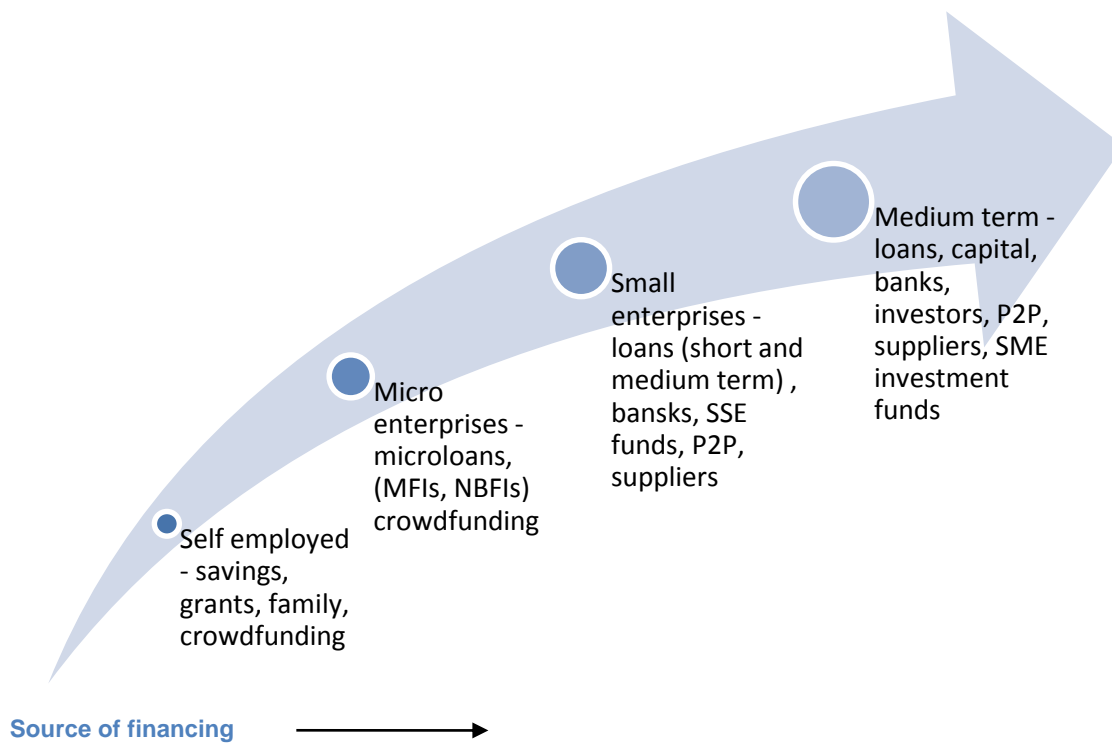 Self employed
- savings,
grants, family,
crowdfunding
Micro
enterprises -
microloans,
(MFIs, NBFIs)
crowdfunding
Small
enterprises -
loans (short and
medium term) ,
bansks, SSE
funds, P2P,
suppliers
Medium term -
loans, capital,
banks,
investors, P2P,
suppliers, SME
investment
funds
Source of financing